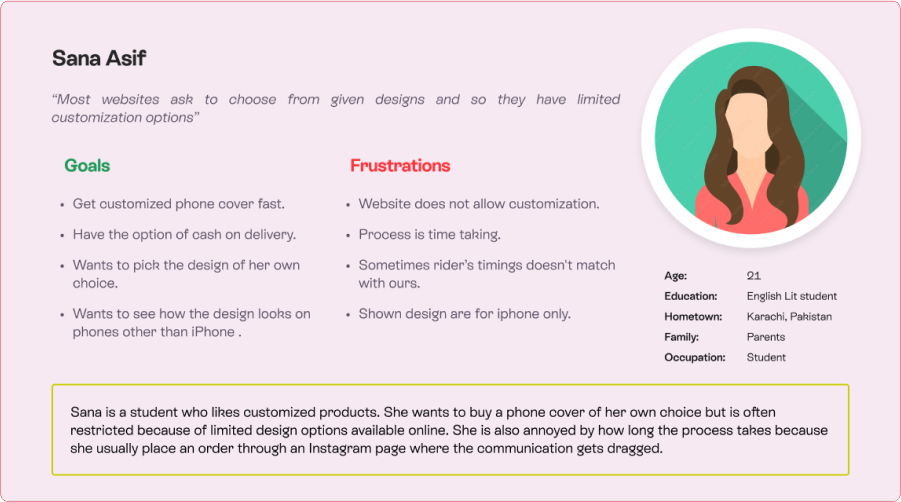 Sana Asif
“Most websites ask to choose from given designs and so they have limited
customization options”
Goals
• Get customized phone cover fast.
• Have the option of cash on delivery.
• Wants to pick the design of her own
choice.
• Wants to see how the design looks on
phones other than iPhone .
Frustrations
• Website does not allow customization.
• Process is time taking.
• Sometimes rider’s timings doesn't match
with ours.
• Shown design are for iphone only.
Age: 21
Education: English Lit student
Hometown: Karachi, Pakistan
Family: Parents
Occupation: Student
Sana is a student who likes customized products. She wants to buy a phone cover of her own choice but is often
restricted because of limited design options available online. She is also annoyed by how long the process takes because
she usually place an order through an Instagram page where the communication gets dragged.